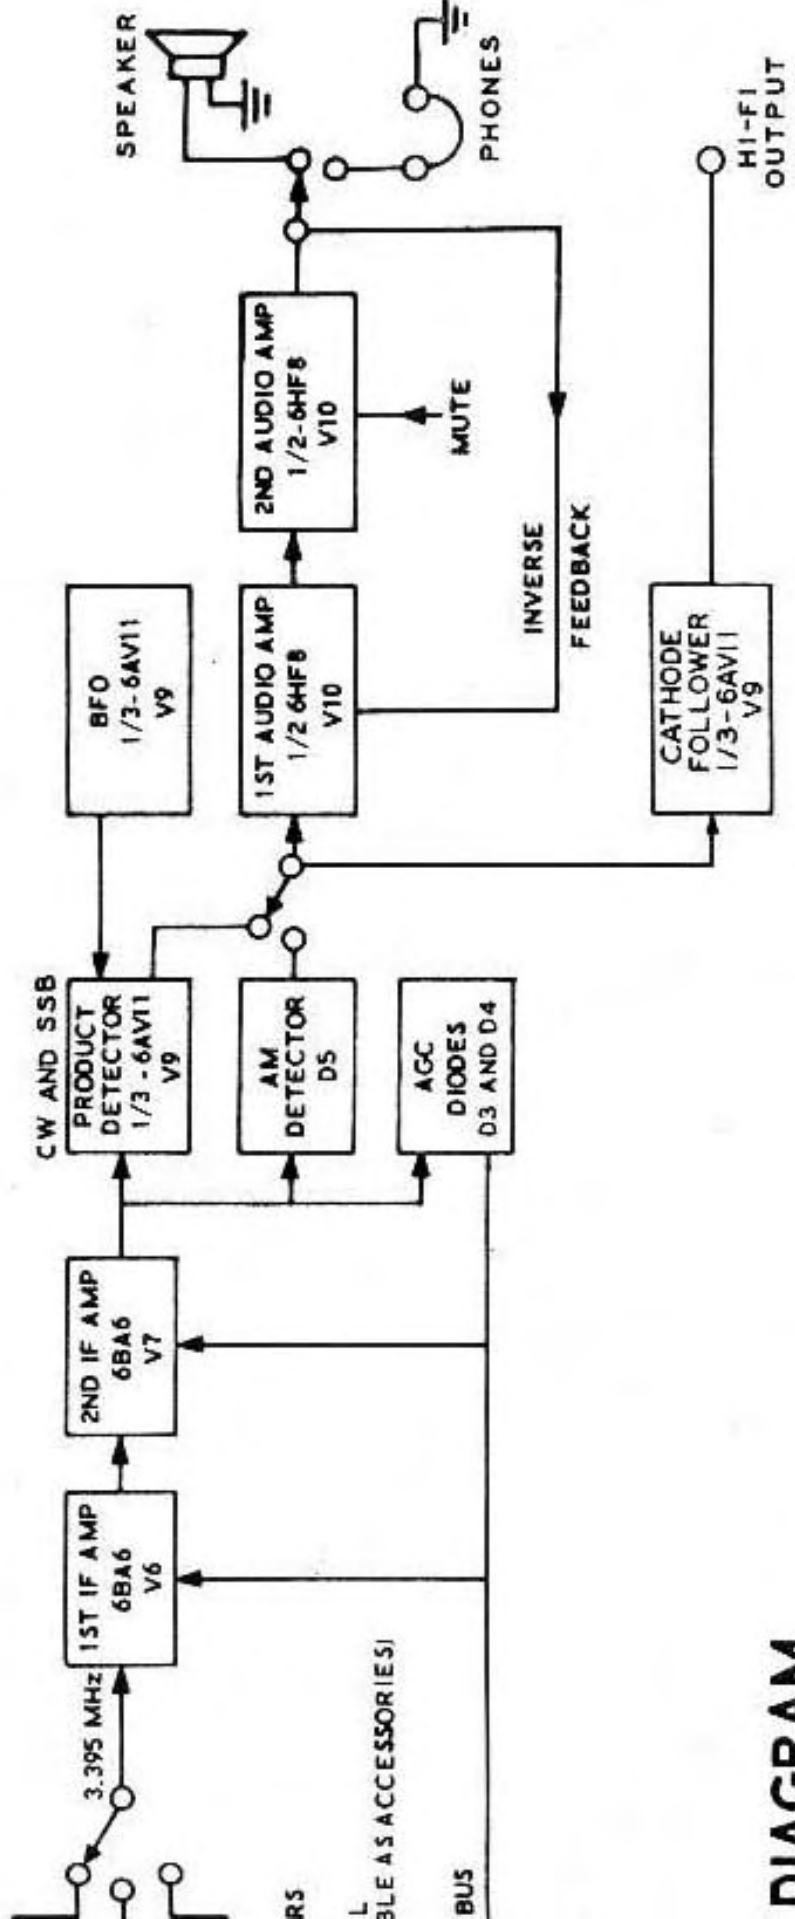 3.395 MHz
1ST IF AMP
6BA6
V6
2ND IF AMP
6BA6
V7
CW AND SSB
PRODUCT
DETECTOR
1/3 - 6AV11
V9
BFO
1/3- 6AV11
V9
AM
DETECTOR
D5
AGC
DIODES
D3 AND D4
1ST AUDIO AMP
1/2 6HF8
V10
2ND AUDIO AMP
1/2-6HF8
V10
MUTE
INVERSE
FEEDBACK
SPEAKER
PHONES
CATHODE
FOLLOWER
1/3-6AV11
V9
HI-FI
OUTPUT
RS
L
BLE AS ACCESSORIES)
BUS
DIAGRAM